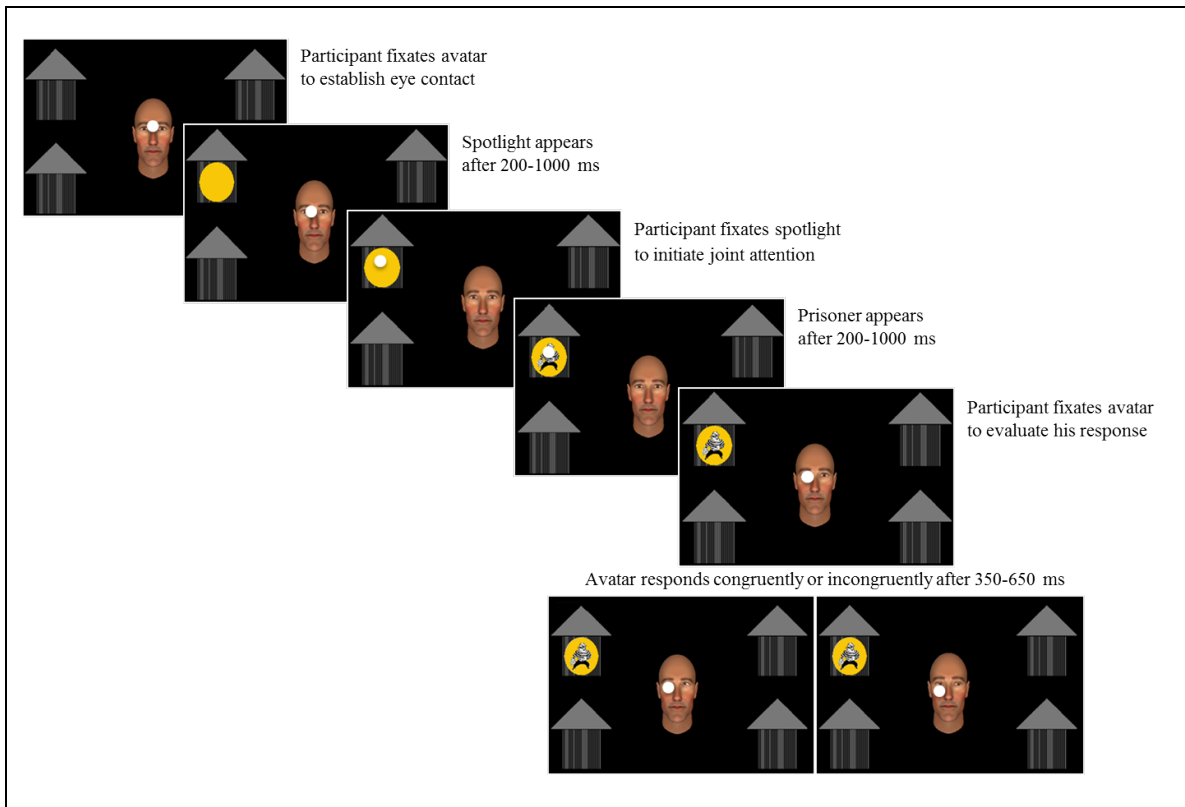 Participant fixates avatar
to establish eye contact
Spotlight appears
after 200-1000 ms
Participant fixates spotlight
to initiate joint attention
Prisoner appears
after 200-1000 ms
Participant fixates avatar
to evaluate his response
Avatar responds congruently or incongruently after 350-650 ms